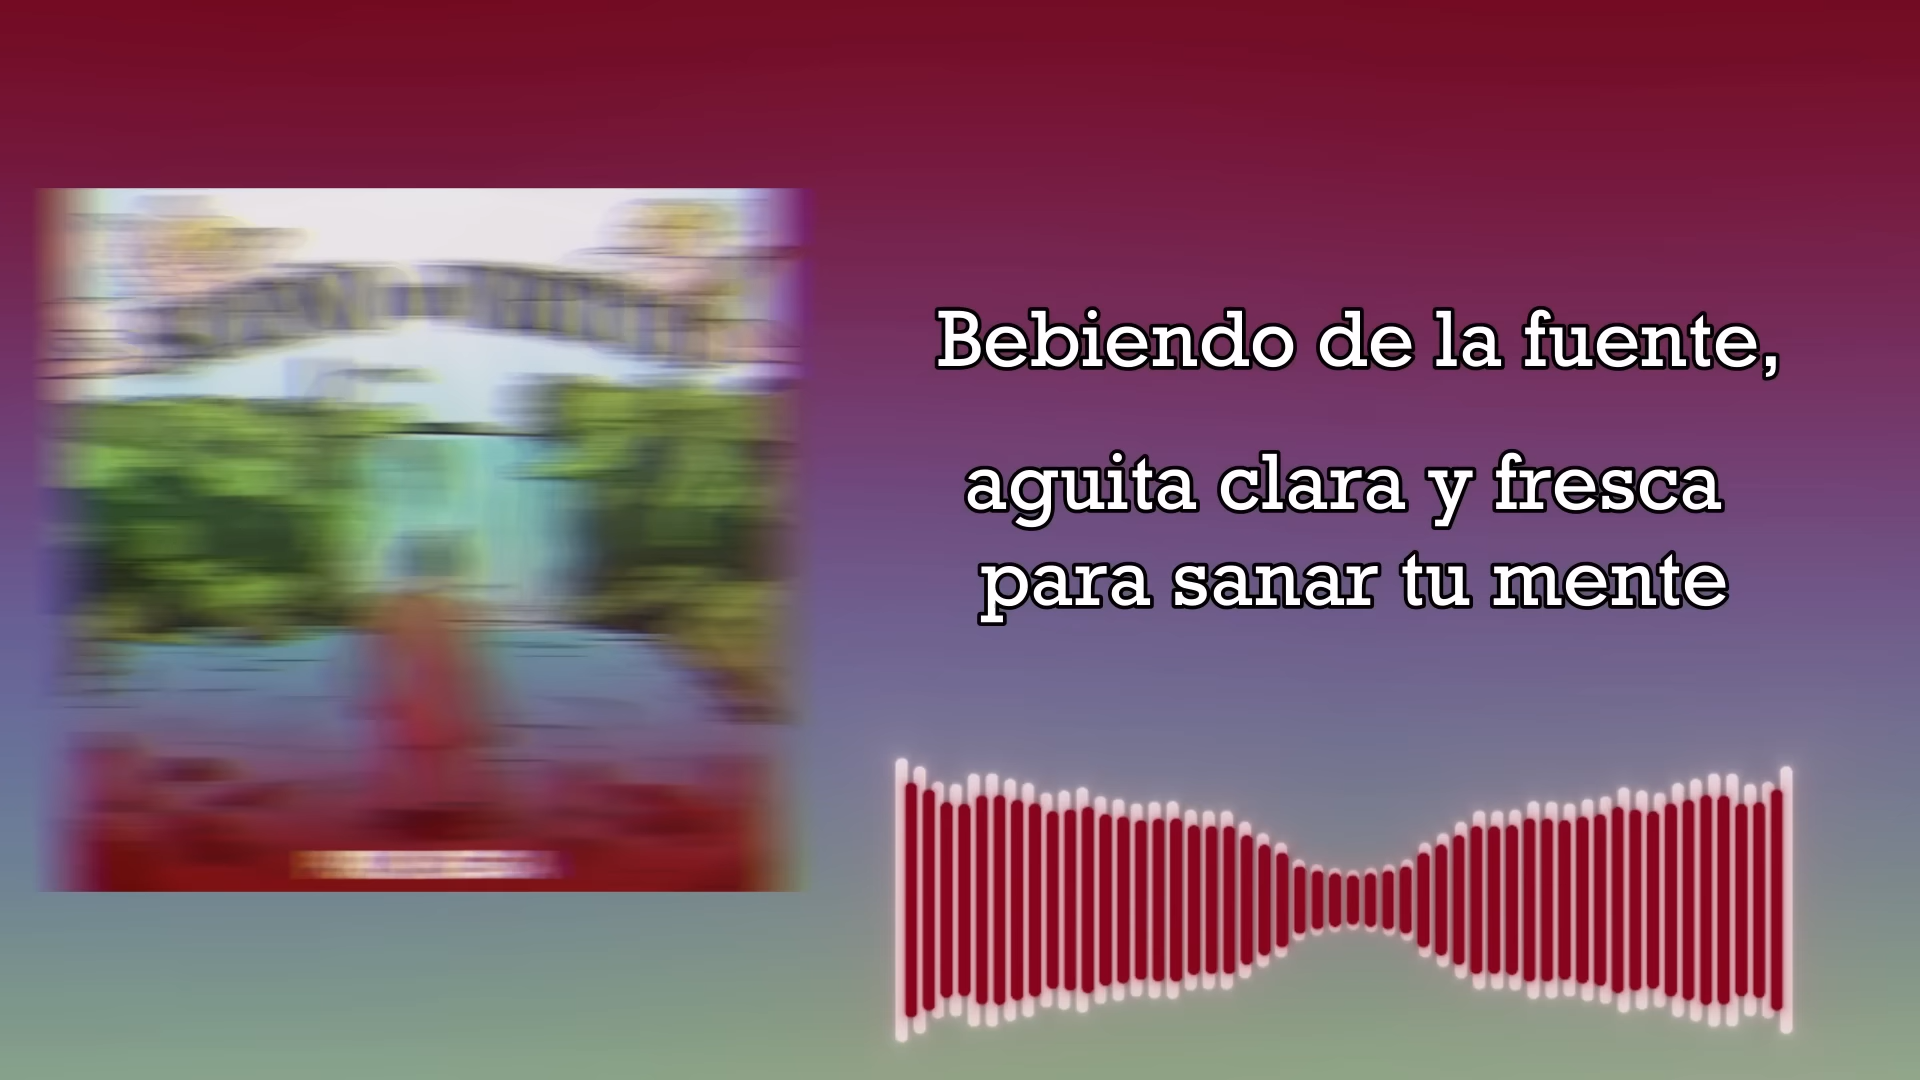 Bebiendo de la fuente,
aguita clara y fresca
para sanar tu mente